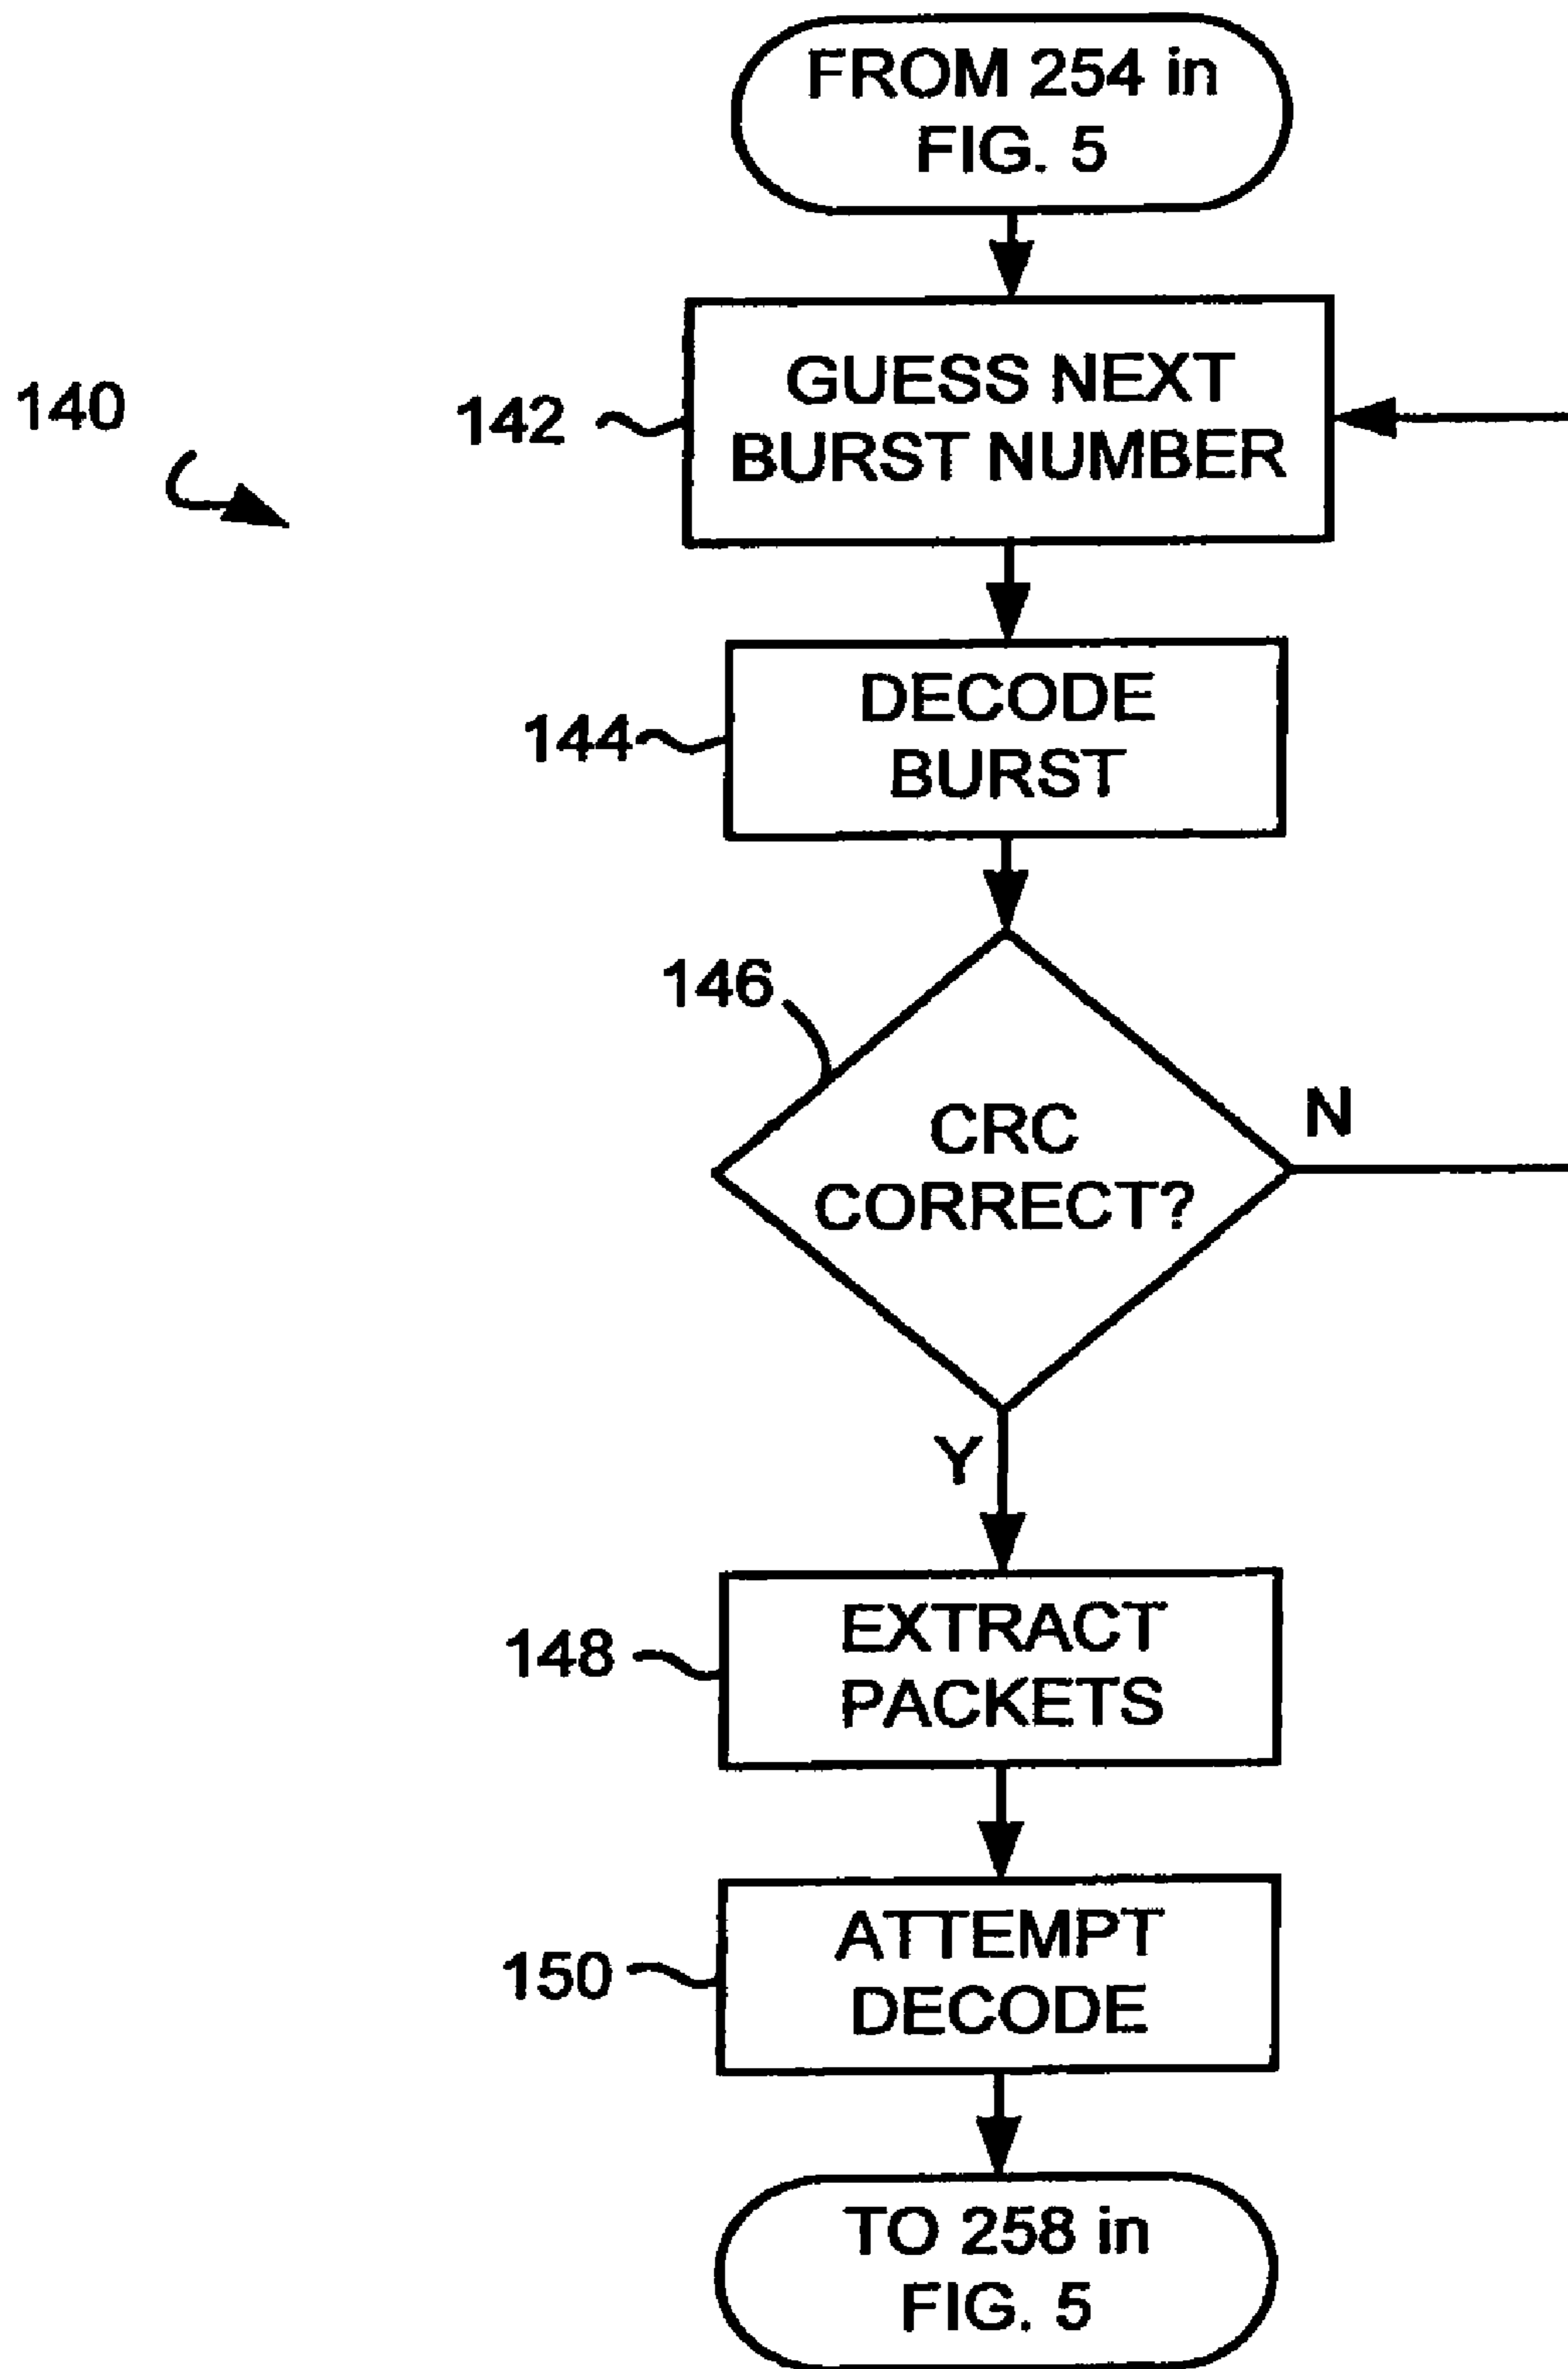 FROM 254 in
FIG. 5
140
142
GUESS NEXT
BURST NUMBER
144
DECODE
BURST
146
CRC
CORRECT?
N
Y
148
EXTRACT
PACKETS
150
ATTEMPT
DECODE
TO 258 in
FIG. 5